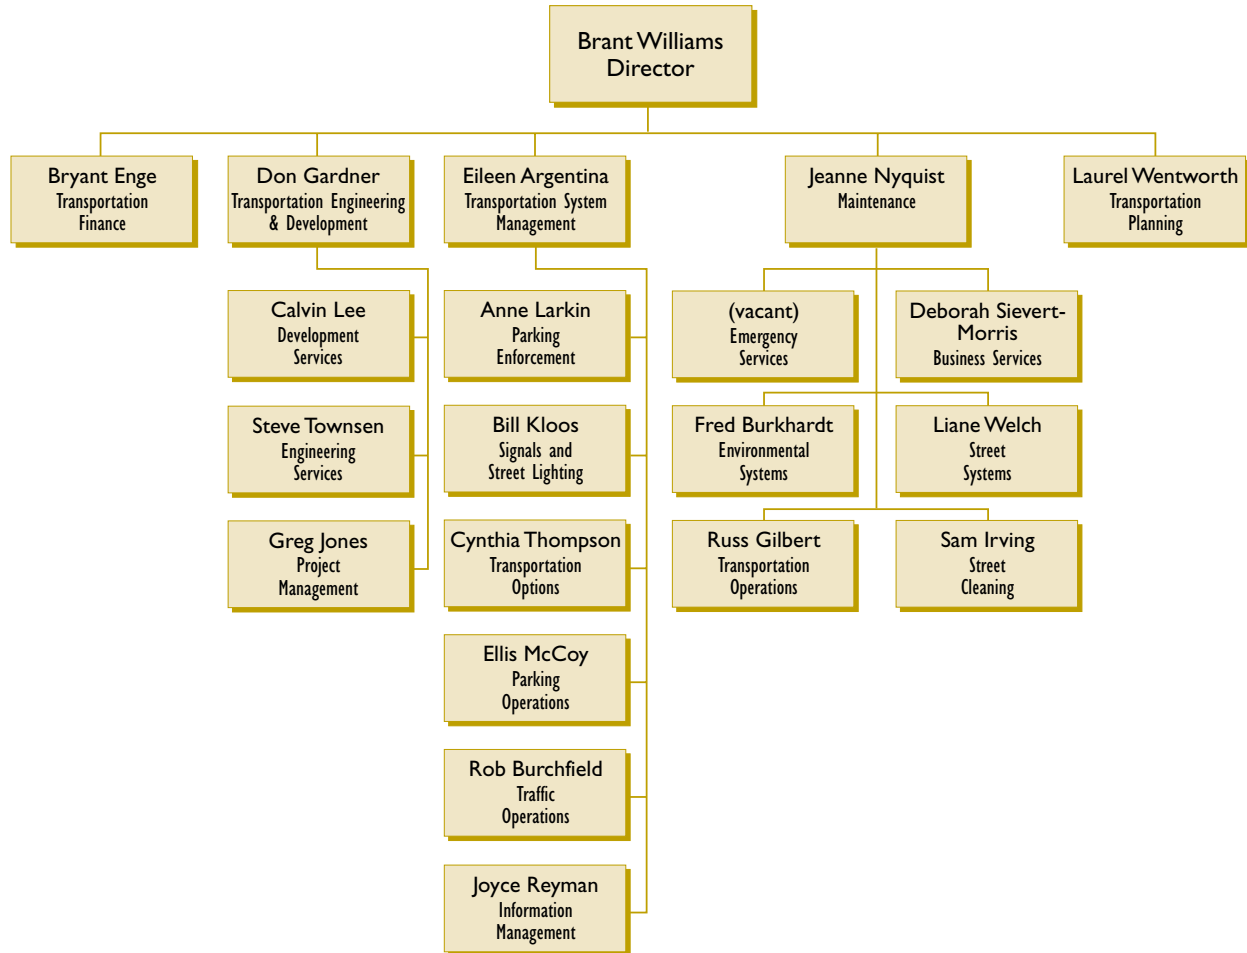 Brant Williams
Director
Bryant Enge
Transportation
Finance
Don Gardner
Transportation Engineering
& Development
Eileen Argentina
Transportation System
Management
Jeanne Nyquist
Maintenance
Laurel Wentworth
Transportation
Planning
Calvin Lee
Development
Services
Steve Townsen
Engineering
Services
Greg Jones
Project
Management
Anne Larkin
Parking
Enforcement
Bill Kloos
Signals and
Street Lighting
Cynthia Thompson
Transportation
Options
Ellis McCoy
Parking
Operations
Rob Burchfield
Traffic
Operations
Joyce Reyman
Information
Management
(vacant)
Emergency
Services
Deborah Sievert-
Morris
Business Services
Fred Burkhardt
Environmental
Systems
Liane Welch
Street
Systems
Russ Gilbert
Transportation
Operations
Sam Irving
Street
Cleaning